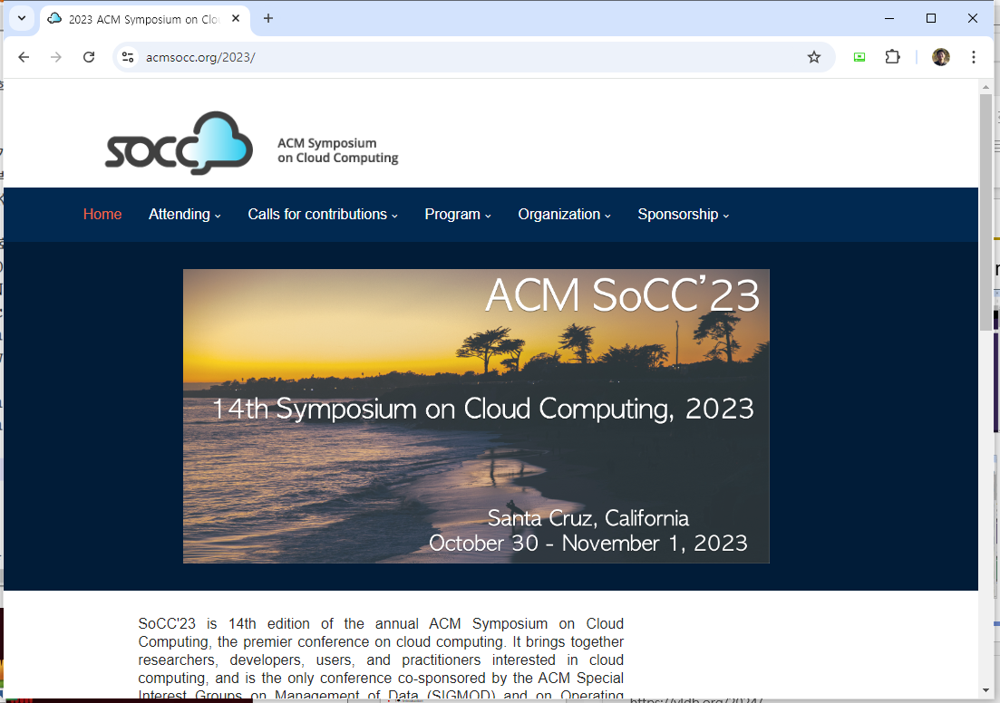 2023 ACM Symposium on Clo
acmsocc.org/2023/
socc
ACM Symposium
on Cloud Computing
Home Attending Calls for contributions Program Organization Sponsorship
ACM SoCC'23
14th Symposium on Cloud Computing, 2023
Santa Cruz, California
October 30 - November 1, 2023
SoCC'23 is 14th edition of the annual ACM Symposium on Cloud
Computing, the premier conference on cloud computing. It brings together
researchers, developers, users, and practitioners interested in cloud
computing, and is the only conference co-sponsored by the ACM Special
Interest Groups on Management of Data (SIGMOD) and on Operating
https://vldb.org/2024/